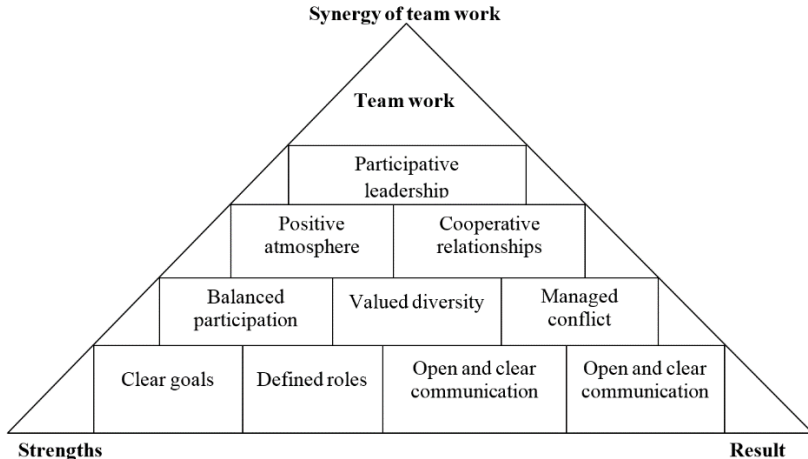 Synergy of team work
Team work
Participative
leadership
Positive
atmosphere
Cooperative
relationships
Balanced
participation
Valued diversity
Managed
conflict
Clear goals
Defined roles
Open and clear
communication
Open and clear
communication
Strengths
Result